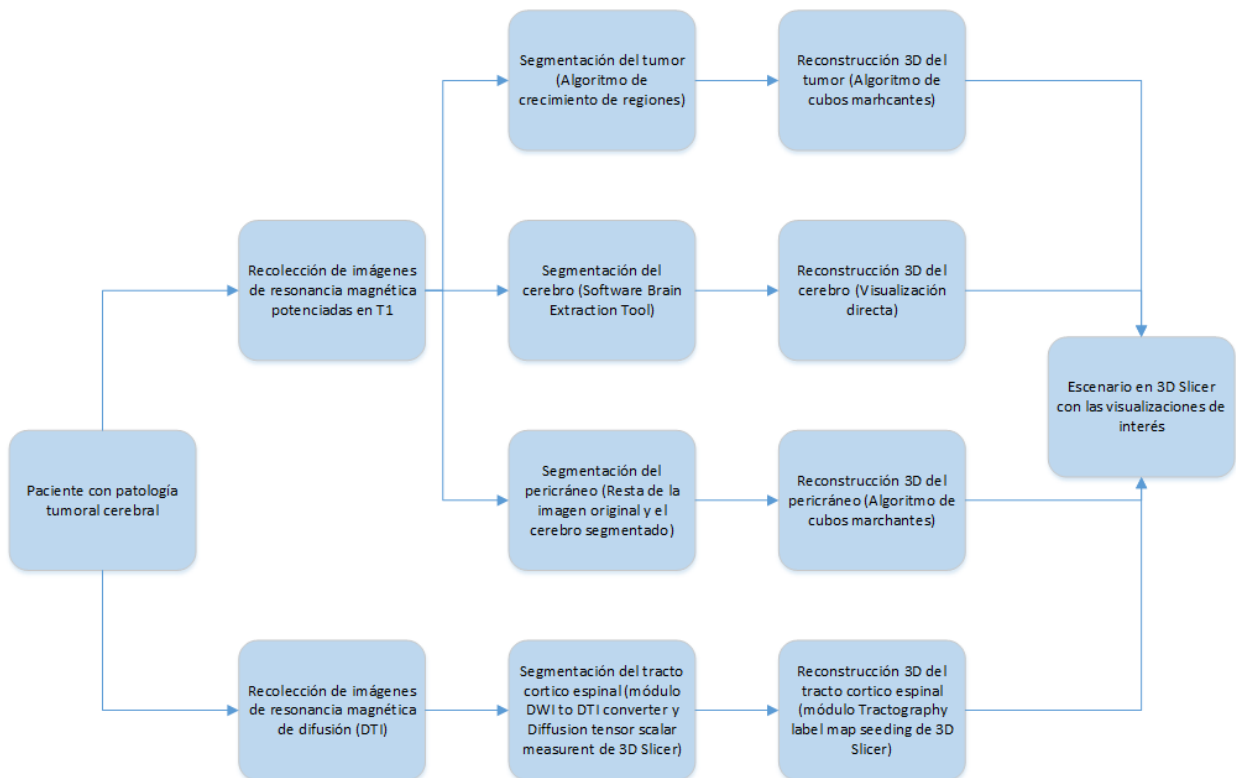 Segmentación del tumor
(Algoritmo de
crecimiento de regiones)
Reconstrucción 3D del
tumor (Algoritmo de
cubos marhcantes)
Recolección de imágenes
de resonancia magnética
potenciadas en T1
Segmentación del
cerebro (Software Brain
Extraction Tool)
Reconstrucción 3D del
cerebro (Visualización
directa)
Escenario en 3D Slicer
con las visualizaciones de
interés
Paciente con patología
tumoral cerebral
Segmentación del
pericráneo (Resta de la
imagen original y el
cerebro segmentado)
Reconstrucción 3D del
pericráneo (Algoritmo de
cubos marchantes)
Recolección de imágenes
de resonancia magnética
de difusión (DTI)
Segmentación del tracto
cortico espinal (módulo
DWI to DTI converter y
Diffusion tensor scalar
measurent de 3D Slicer)
Reconstrucción 3D del
tracto cortico espinal
(módulo Tractography
label map seeding de 3D
Slicer)